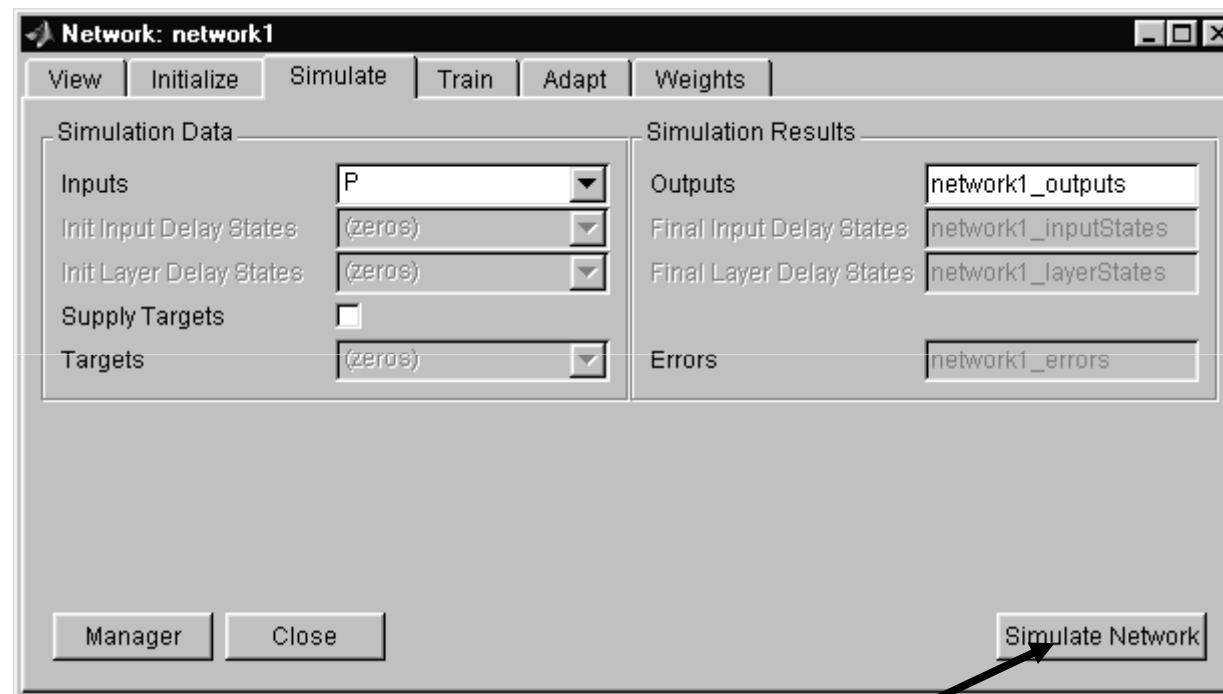 Network: network1
View Initialize Simulate Train Adapt Weights
Simulation Data
Inputs P
Init Input Delay States (zeros)
Init Layer Delay States (zeros)
Supply Targets
Targets (zeros)
Simulation Results
Outputs network1_outputs
Final Input Delay States network1_inputStates
Final Layer Delay States network1_layerStates
Errors network1_errors
Manager Close Simulate Network